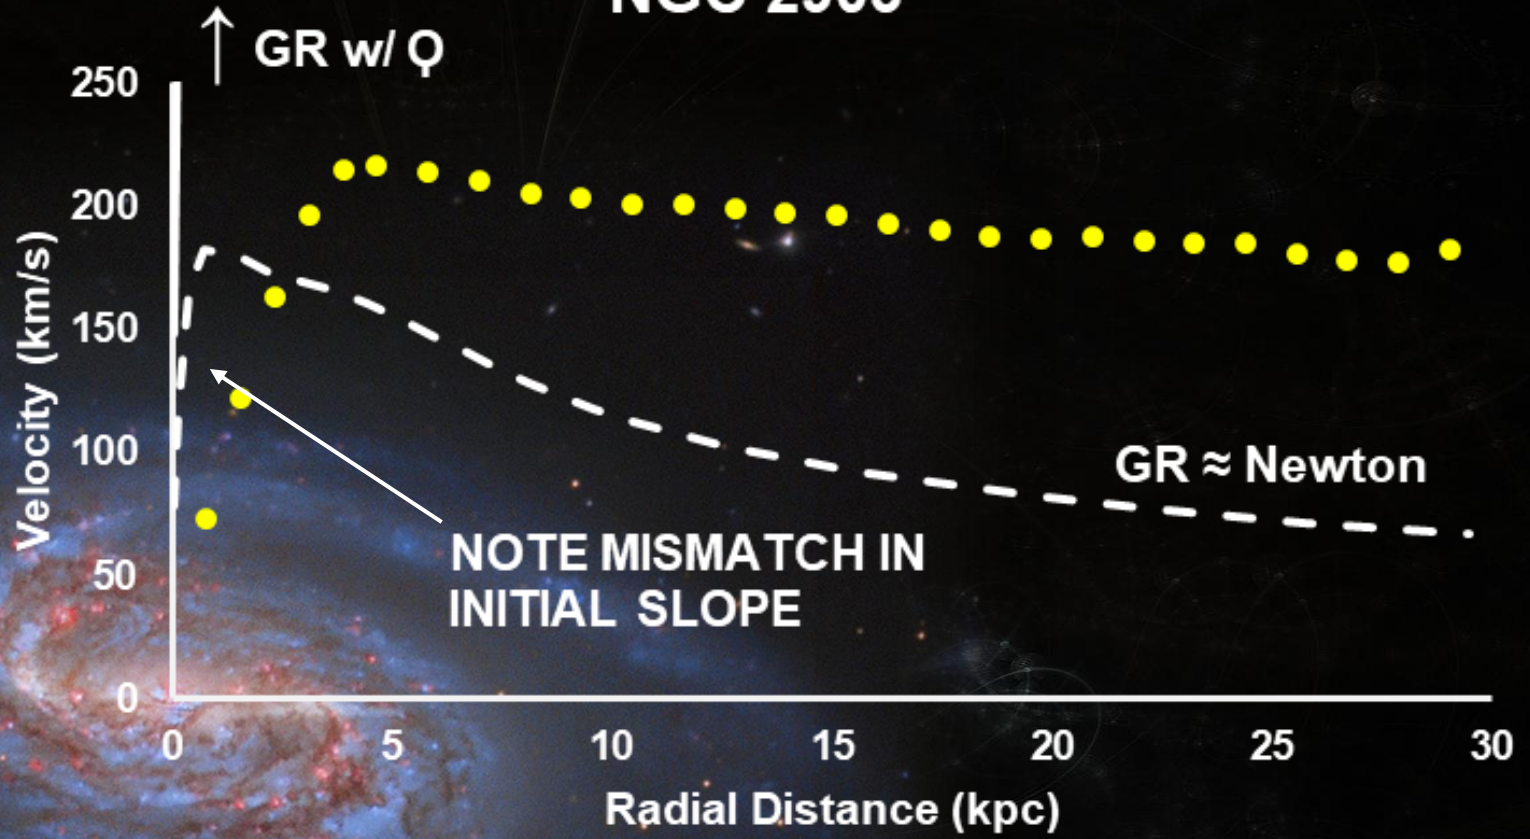 GR w/ Q
250
200
150
100
50
0
Velocity (km/s)
GR ≈ Newton
NOTE MISMATCH IN
INITIAL SLOPE
0 5 10 15 20 25 30
Radial Distance (kpc)